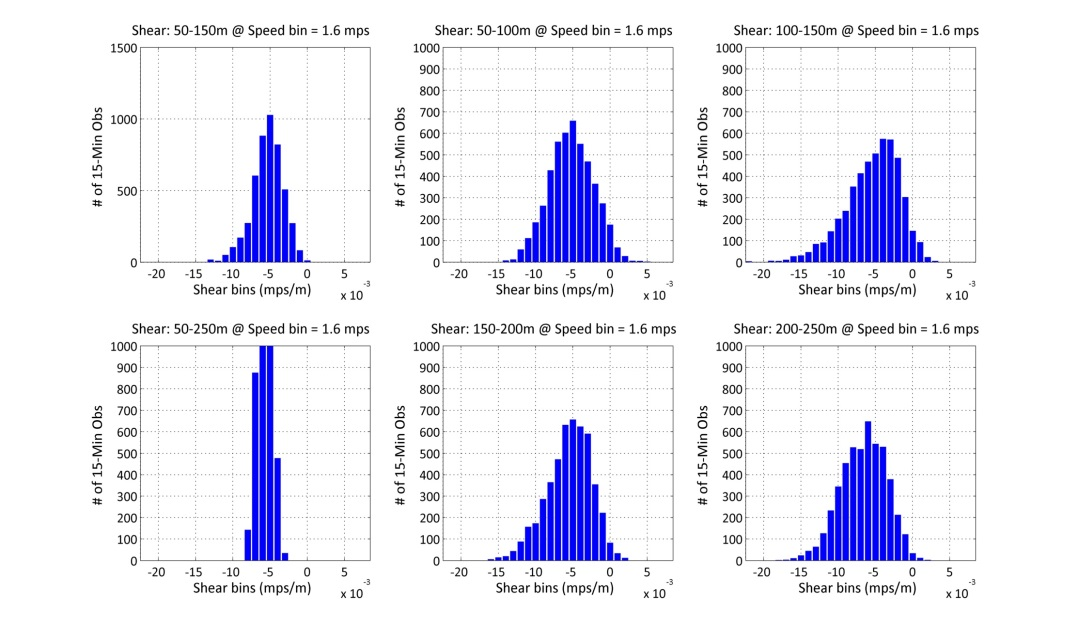 Shear: 50-150m @ Speed bin = 1.6 mps
1500
1000
500
0
# of 15-Min Obs
-20 -15 -10 -5 0 5
Shear bins (mps/m)
x 10 -3
Shear: 50-100m @ Speed bin = 1.6 mps
1000
900
800
700
600
500
400
300
200
100
0
# of 15-Min Obs
-20 -15 -10 -5 0 5
Shear bins (mps/m)
x 10 -3
Shear: 100-150m @ Speed bin = 1.6 mps
1000
900
800
700
600
500
400
300
200
100
0
# of 15-Min Obs
-20 -15 -10 -5 0 5
Shear bins (mps/m)
x 10 -3
Shear: 50-250m @ Speed bin = 1.6 mps
1000
900
800
700
600
500
400
300
200
100
0
# of 15-Min Obs
-20 -15 -10 -5 0 5
Shear bins (mps/m)
x 10 -3
Shear: 150-200m @ Speed bin = 1.6 mps
1000
900
800
700
600
500
400
300
200
100
0
# of 15-Min Obs
-20 -15 -10 -5 0 5
Shear bins (mps/m)
x 10 -3
Shear: 200-250m @ Speed bin = 1.6 mps
1000
900
800
700
600
500
400
300
200
100
0
# of 15-Min Obs
-20 -15 -10 -5 0 5
Shear bins (mps/m)
x 10 -3